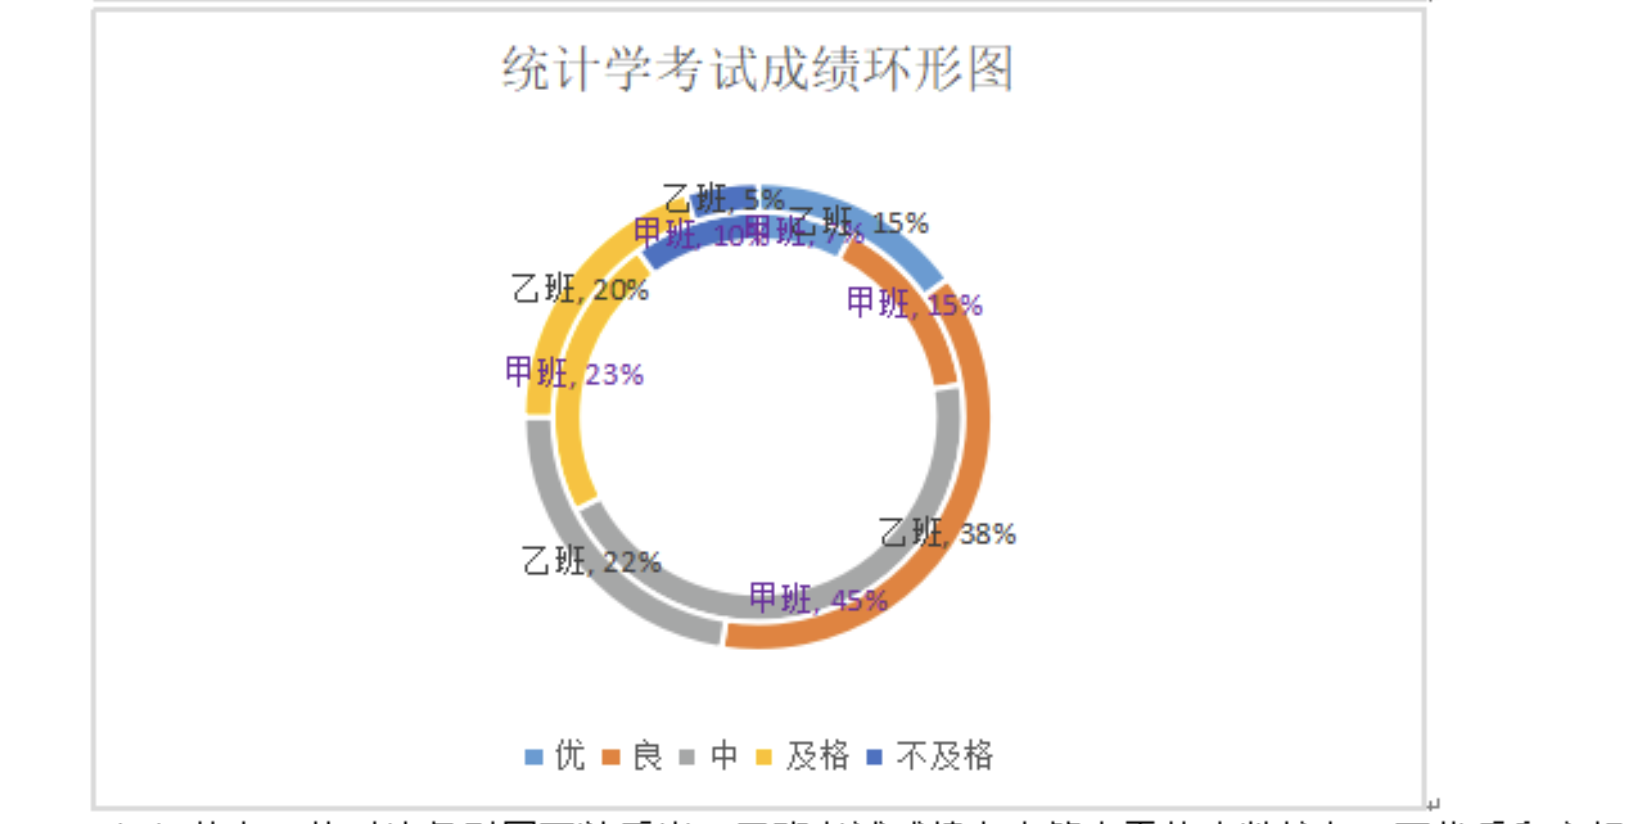 统计学考试成绩环形图
乙班, 5%
乙班, 15%
甲班, 10%
甲班, 7%
乙班, 20%
甲班, 15%
甲班, 23%
乙班, 38%
乙班, 22%
甲班, 45%
优 良 中 及格 不及格